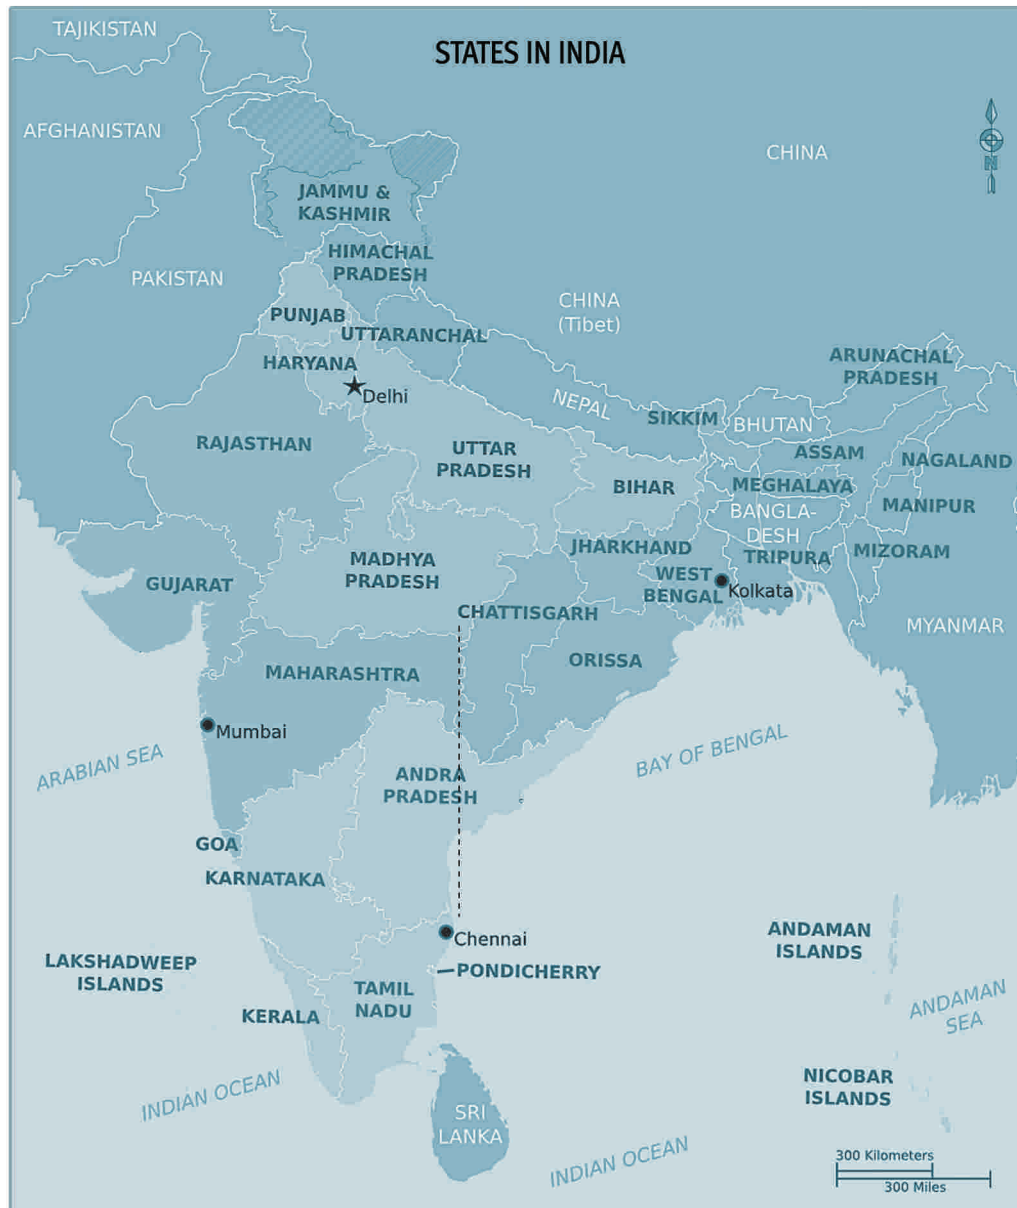 STATES IN INDIA
TAJIKISTAN
AFGHANISTAN
CHINA
N
JAMMU &
KASHMIR
HIMACHAL
PRADESH
PAKISTAN
CHINA
(Tibet)
PUNJAB
UTTARANCHAL
HARYANA
Delhi
ARUNACHAL
PRADESH
NEPAL
SIKKIM
BHUTAN
RAJASTHAN
UTTAR
PRADESH
ASSAM
NAGALAND
BIHAR
MEGHALAYA
MANIPUR
BANGLA-
DESH
JHARKHAND
TRIPURA
MIZORAM
MADHYA
PRADESH
GUJARAT
WEST
BENGAL
Kolkata
CHATTISGARH
MYANMAR
ORISSA
MAHARASHTRA
Mumbai
ARABIAN SEA
BAY OF BENGAL
ANDRA
PRADESH
GOA
KARNATAKA
Chennai
ANDAMAN
ISLANDS
LAKSHADWEEP
ISLANDS
PONDICHERRY
TAMIL
NADU
KERALA
ANDAMAN
SEA
INDIAN OCEAN
NICOBAR
ISLANDS
SRI
LANKA
INDIAN OCEAN
300 Kilometers
300 Miles